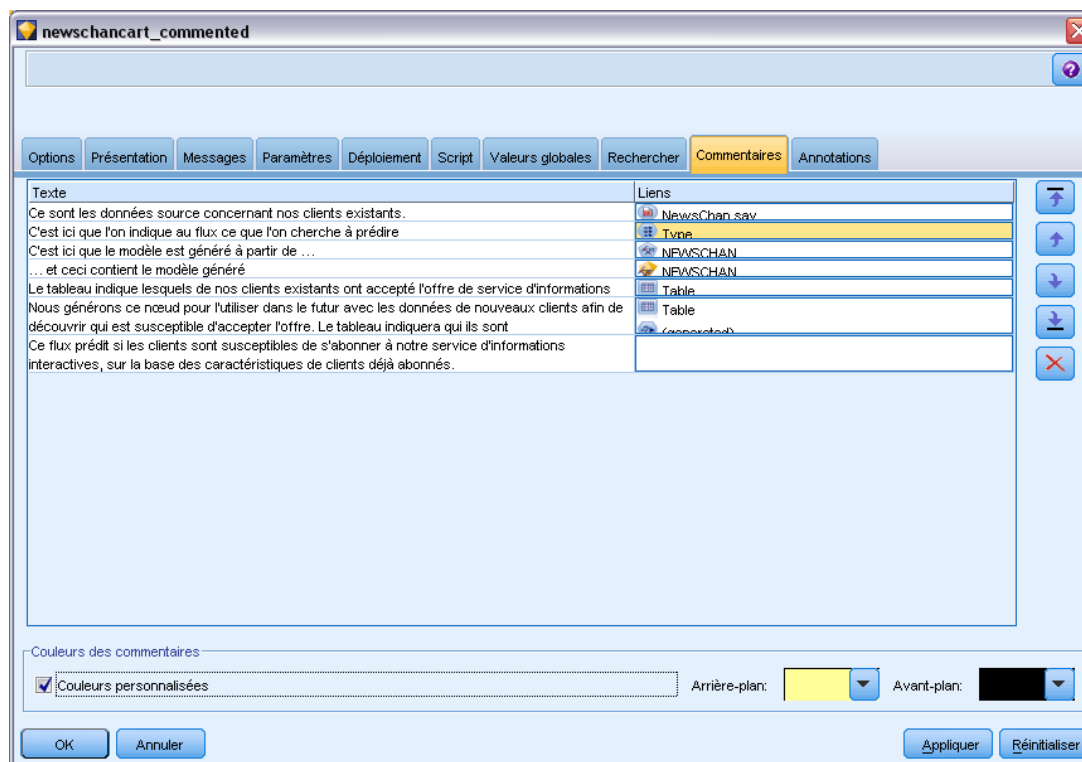 newschancart_commented
Options Présentation Messages Paramètres Déploiement Script Valeurs globales Rechercher Commentaires Annotations
Texte Liens
Ce sont les données source concernant nos clients existants. NewsChan.sav
C'est ici que l'on indique au flux ce que l'on cherche à prédire Type
C'est ici que le modèle est généré à partir de ... NEWSCHAN
... et ceci contient le modèle généré NEWSCHAN
Le tableau indique lesquels de nos clients existants ont accepté l'offre de service d'informations Table
Nous générons ce nœud pour l'utiliser dans le futur avec les données de nouveaux clients afin de Table
découvrir qui est susceptible d'accepter l'offre. Le tableau indiquera qui ils sont (generated)
Ce flux prédit si les clients sont susceptibles de s'abonner à notre service d'informations
interactives, sur la base des caractéristiques de clients déjà abonnés.
Couleurs des commentaires
Couleurs personnalisées Arrière-plan: Avant-plan:
OK Annuler Appliquer Réinitialiser